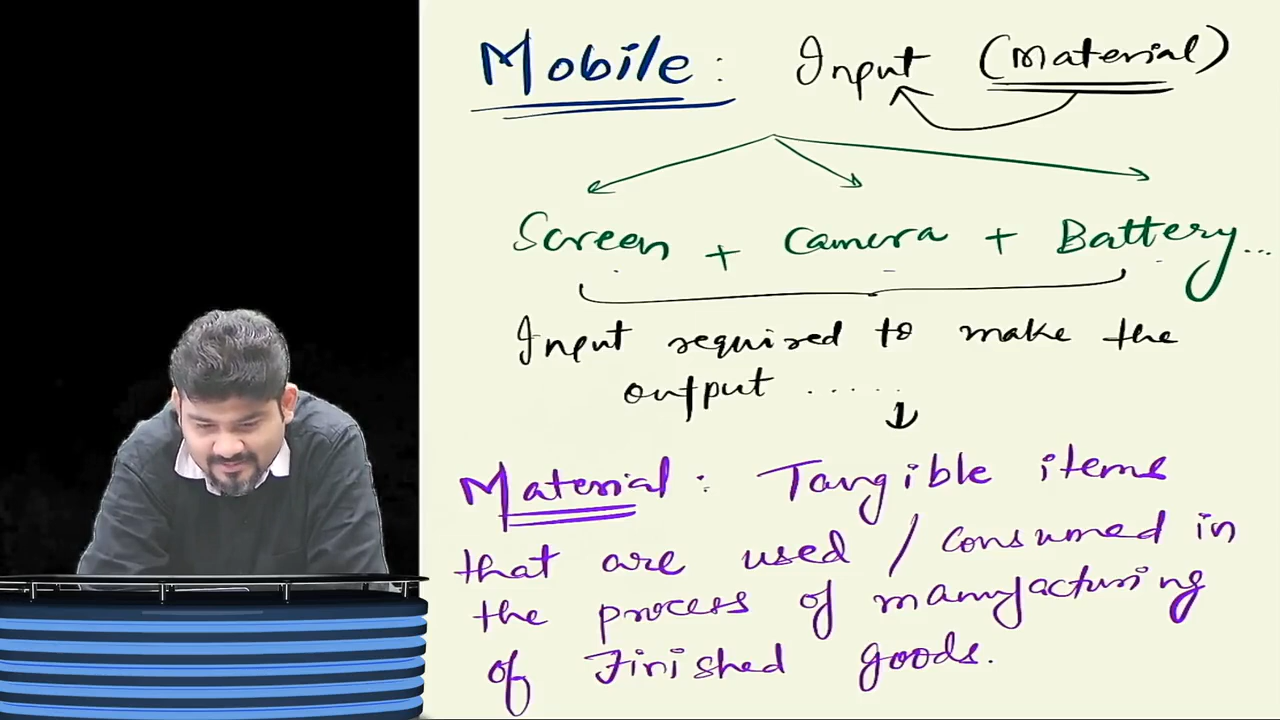 Mobile: Input (Material)
Screen + Camera + Battery...
Input required to make the
output .....
Material: Tangible items
that are used / consumed in
the process of manufacturing
of Finished goods.